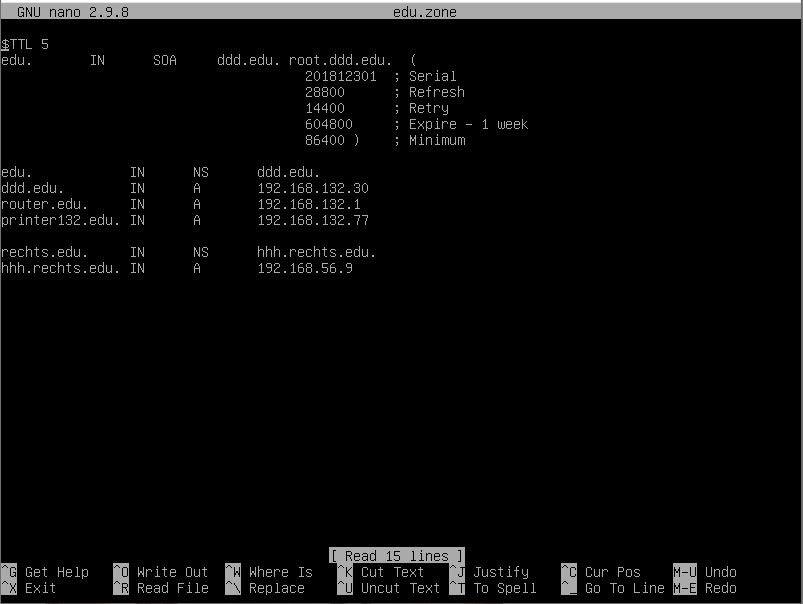 GNU nano 2.9.8 edu.zone
$TTL 5
edu. IN SOA ddd.edu. root.ddd.edu. (
201812301 ; Serial
28800 ; Refresh
14400 ; Retry
604800 ; Expire - 1 week
86400 ) ; Minimum
edu. IN NS ddd.edu.
ddd.edu. IN A 192.168.132.30
router.edu. IN A 192.168.132.1
printer132.edu. IN A 192.168.132.77
rechts.edu. IN NS hhh.rechts.edu.
hhh.rechts.edu. IN A 192.168.56.9
[ Read 15 lines ]
^G Get Help ^O Write Out ^W Where Is ^K Cut Text ^J Justify ^C Cur Pos M-U Undo
^X Exit ^R Read File ^\ Replace ^U Uncut Text ^T To Spell ^_ Go To Line M-E Redo